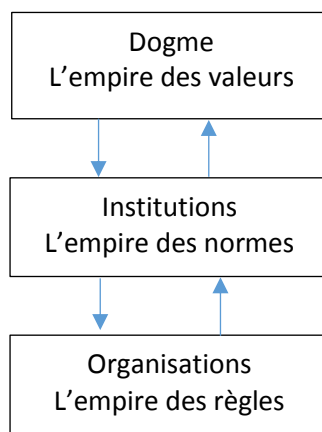 Dogme
L’empire des valeurs
Institutions
L’empire des normes
Organisations
L’empire des règles